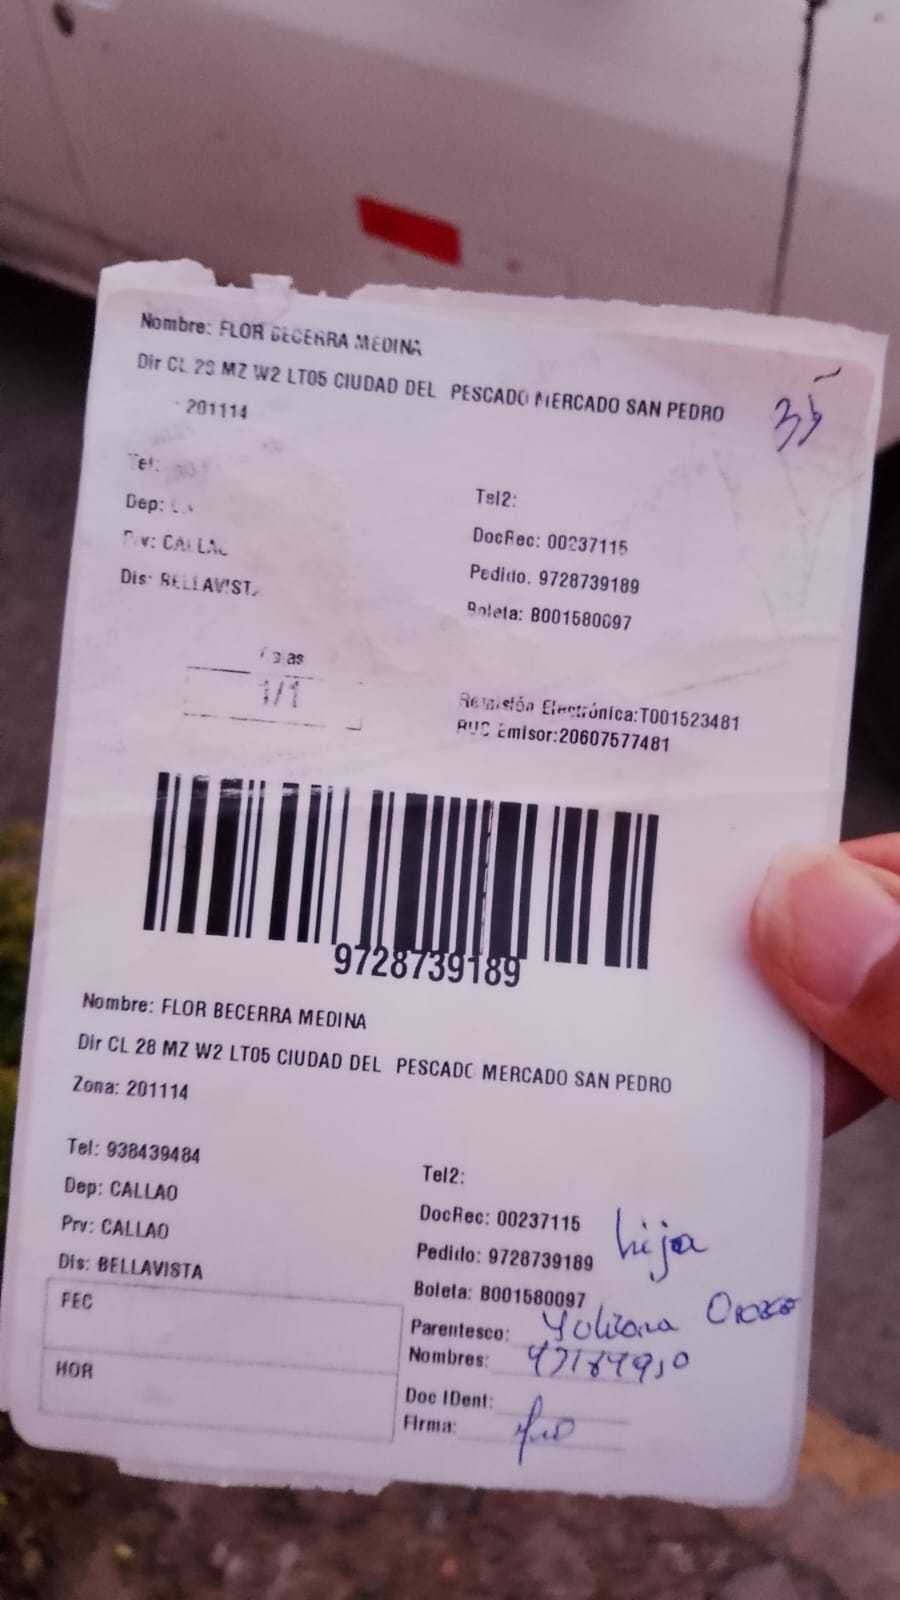 Nombre: FLOR BECERRA MEDINA
Dir CL 28 MZ W2 LT05 CIUDAD DEL PESCADO MERCADO SAN PEDRO
35
201114
Tel:
Tel2:
Dep:
DocRec: 00237115
Prv: CALLAO
Pedido. 9728739189
Dis: BELLAVISTA
Boleta: B001580097
1/1
Remisión Electrónica:T001523481
RUC Emisor:20607577481
9728739189
Nombre: FLOR BECERRA MEDINA
Dir CL 28 MZ W2 LT05 CIUDAD DEL PESCADO MERCADO SAN PEDRO
Zona: 201114
Tel: 938439484
Tel2:
Dep: CALLAO
DocRec: 00237115
hija
Prv: CALLAO
Pedido: 9728739189
Dis: BELLAVISTA
Boleta: B001580097
FEC
Parentesco:
Nombres:
HOR
Doc IDent:
Firma: